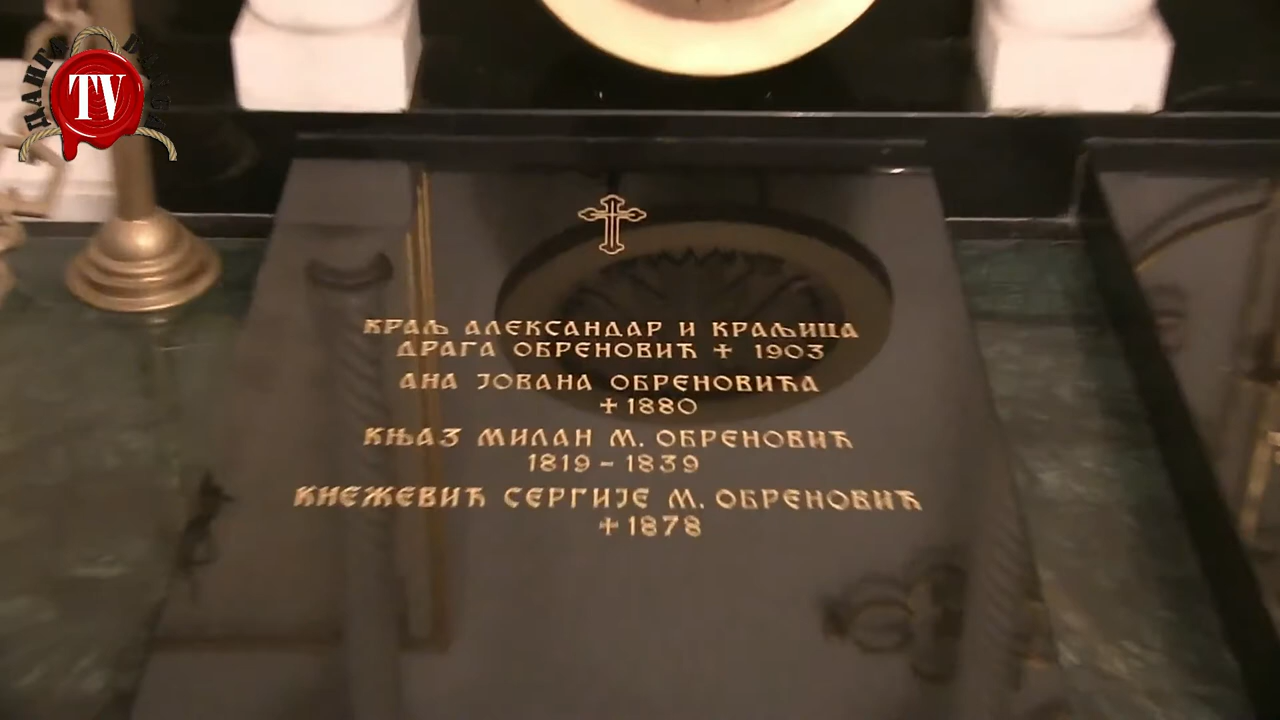 TV
КРАЉ АЛЕКСАНДАР И КРАЉИЦА
ДРАГА ОБРЕНОВИЋ + 1903
АНА ЈОВАНА ОБРЕНОВИЋА
+ 1880
КЊАЗ МИЛАН М. ОБРЕНОВИЋ
1819 - 1839
КНЕЖЕВИЋ СЕРГИЈЕ М. ОБРЕНОВИЋ
+ 1878